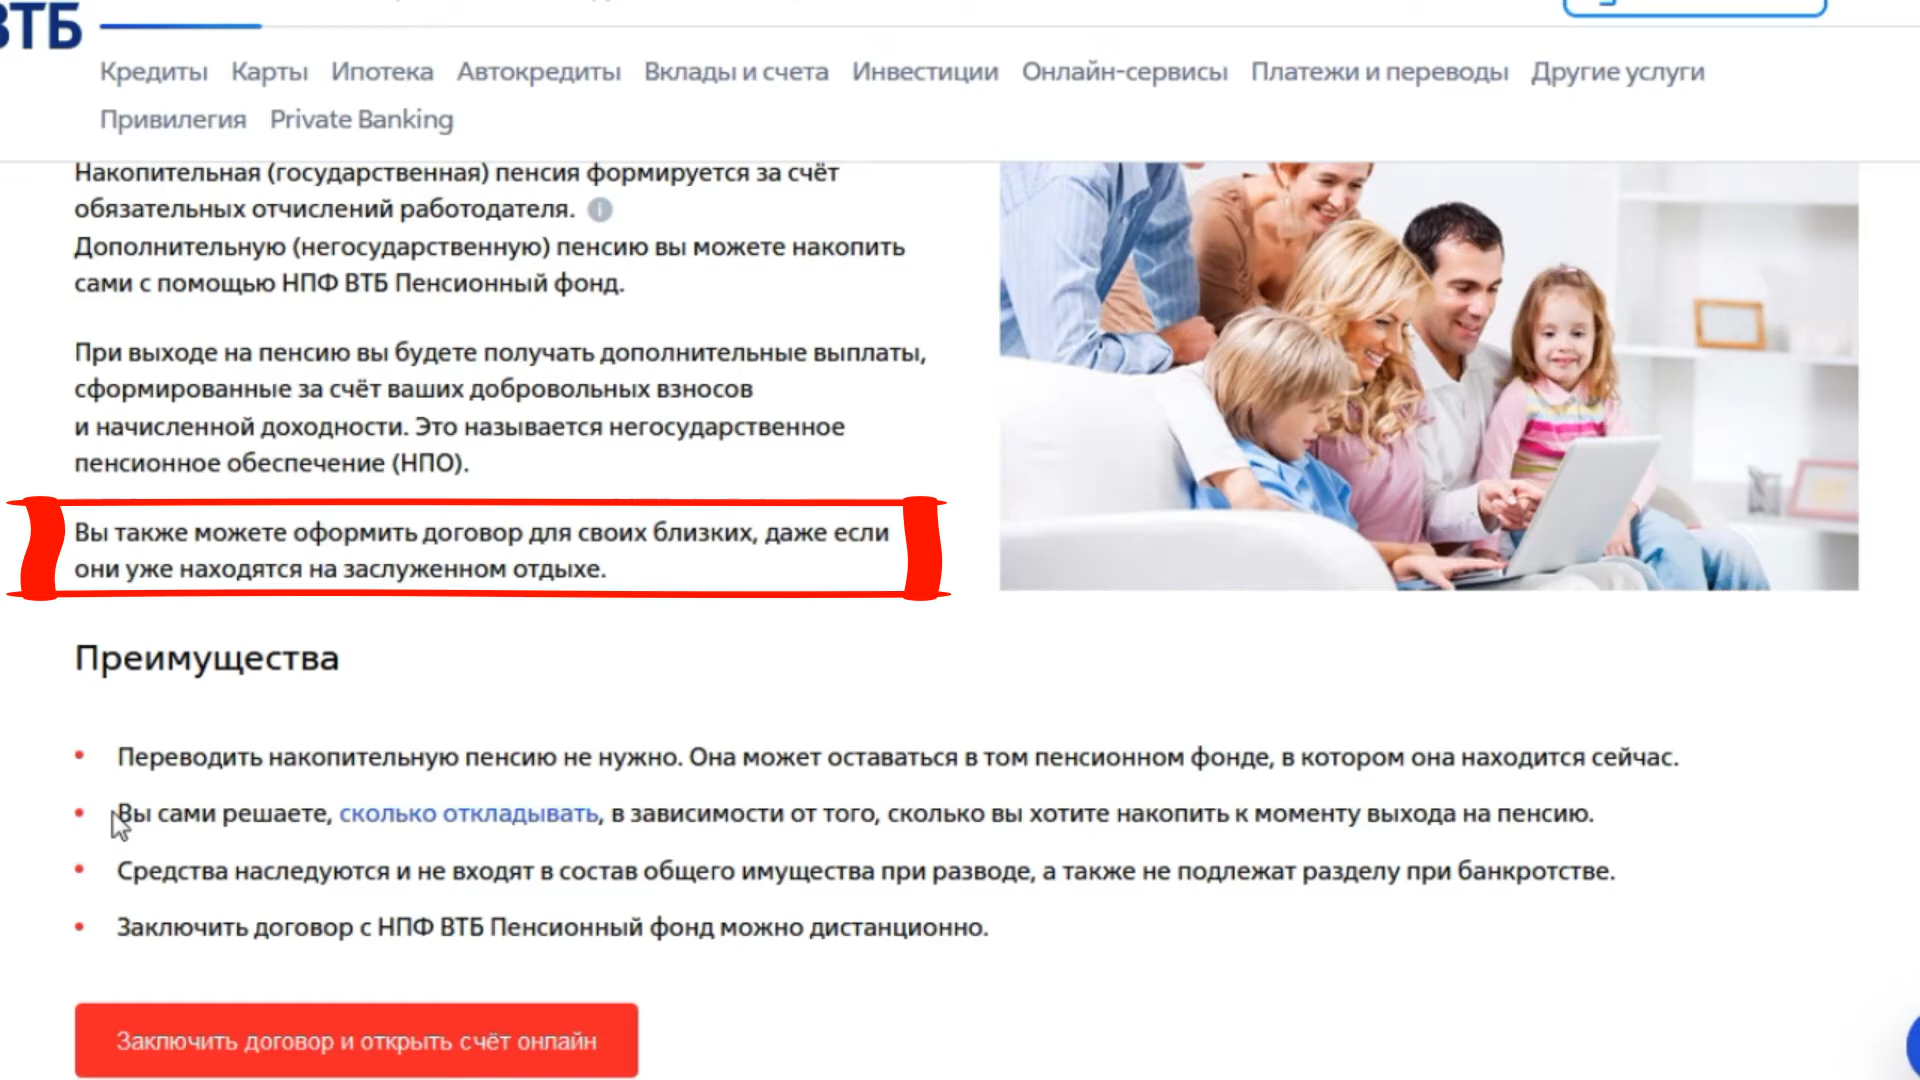 ВТБ
Кредиты Карты Ипотека Автокредиты Вклады и счета Инвестиции Онлайн-сервисы Платежи и переводы Другие услуги
Привилегия Private Banking
Накопительная (государственная) пенсия формируется за счёт
обязательных отчислений работодателя.
Дополнительную (негосударственную) пенсию вы можете накопить
сами с помощью НПФ ВТБ Пенсионный фонд.
При выходе на пенсию вы будете получать дополнительные выплаты,
сформированные за счёт ваших добровольных взносов
и начисленной доходности. Это называется негосударственное
пенсионное обеспечение (НПО).
Вы также можете оформить договор для своих близких, даже если
они уже находятся на заслуженном отдыхе.
Преимущества
• Переводить накопительную пенсию не нужно. Она может оставаться в том пенсионном фонде, в котором она находится сейчас.
• Вы сами решаете, сколько откладывать, в зависимости от того, сколько вы хотите накопить к моменту выхода на пенсию.
• Средства наследуются и не входят в состав общего имущества при разводе, а также не подлежат разделу при банкротстве.
• Заключить договор с НПФ ВТБ Пенсионный фонд можно дистанционно.
Заключить договор и открыть счёт онлайн